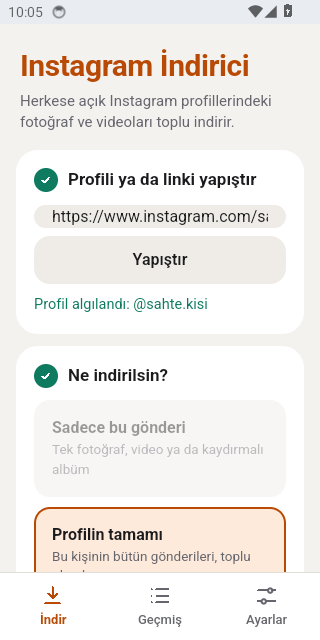 10:05
Instagram İndirici
Herkese açık Instagram profillerindeki
fotoğraf ve videoları toplu indirir.
Profili ya da linki yapıştır
https://www.instagram.com/sa
Yapıştır
Profil algılandı: @sahte.kisi
Ne indirilsin?
Sadece bu gönderi
Tek fotoğraf, video ya da kaydırmalı
albüm
Profilin tamamı
Bu kişinin bütün gönderileri, toplu
İndir
Geçmiş
Ayarlar